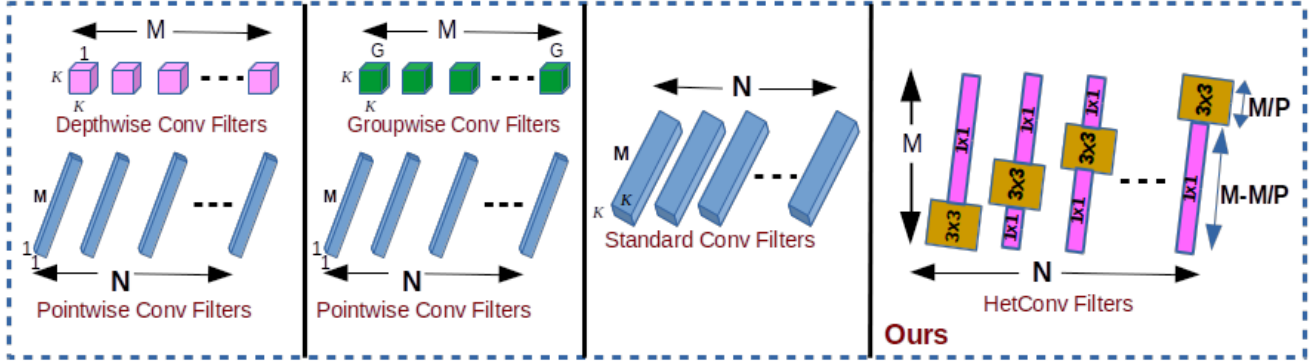 M
1
K
K
Depthwise Conv Filters
M
1
1
N
Pointwise Conv Filters
M
G
G
K
K
Groupwise Conv Filters
M
1
1
N
Pointwise Conv Filters
N
M
K
K
Standard Conv Filters
M
1x1
3x3
1x1
3x3
1x1
1x1
3x3
1x1
3x3
1x1
M/P
M-M/P
N
HetConv Filters
Ours